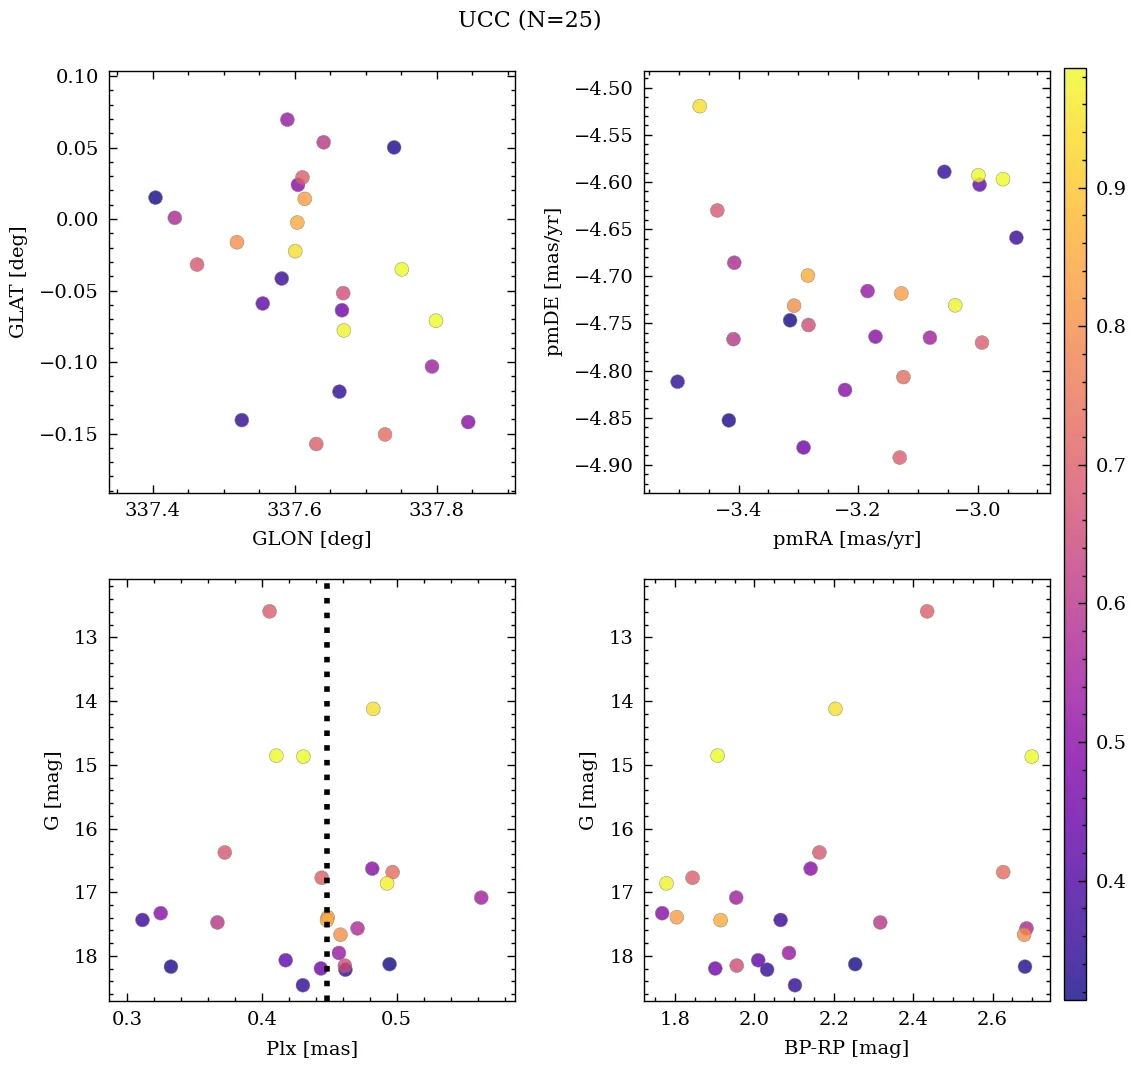 UCC (N=25)
0.10
0.05
0.00
−0.05
−0.10
−0.15
GLAT [deg]
337.4 337.6 337.8
GLON [deg]
−4.50
−4.55
−4.60
−4.65
−4.70
−4.75
−4.80
−4.85
−4.90
pmDE [mas/yr]
−3.4 −3.2 −3.0
pmRA [mas/yr]
13
14
15
16
17
18
G [mag]
0.3 0.4 0.5
Plx [mas]
13
14
15
16
17
18
G [mag]
1.8 2.0 2.2 2.4 2.6
BP-RP [mag]
0.9
0.8
0.7
0.6
0.5
0.4